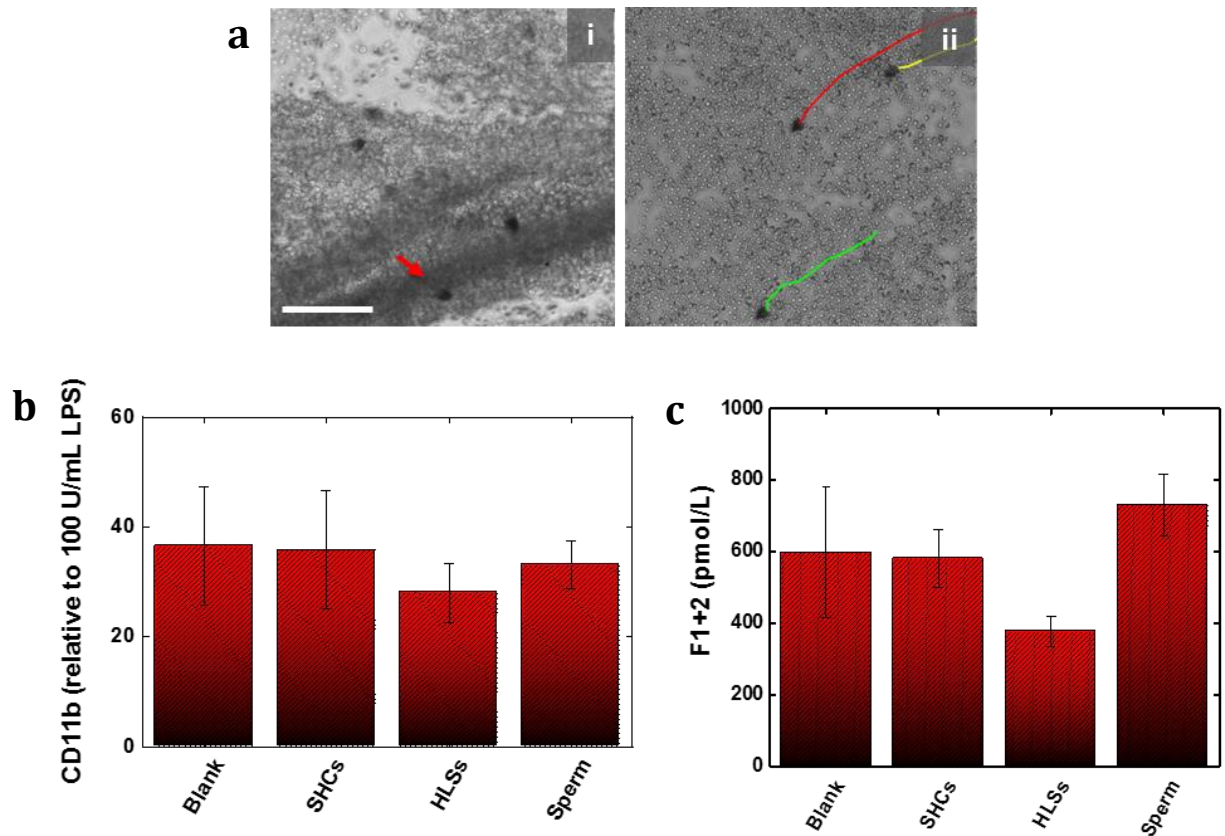 a
i
ii
b
CD11b (relative to 100 U/mL LPS)
60
40
20
0
Blank
SHCs
HLSs
Sperm
c
F1+2 (pmol/L)
1000
800
600
400
200
0
Blank
SHCs
HLSs
Sperm